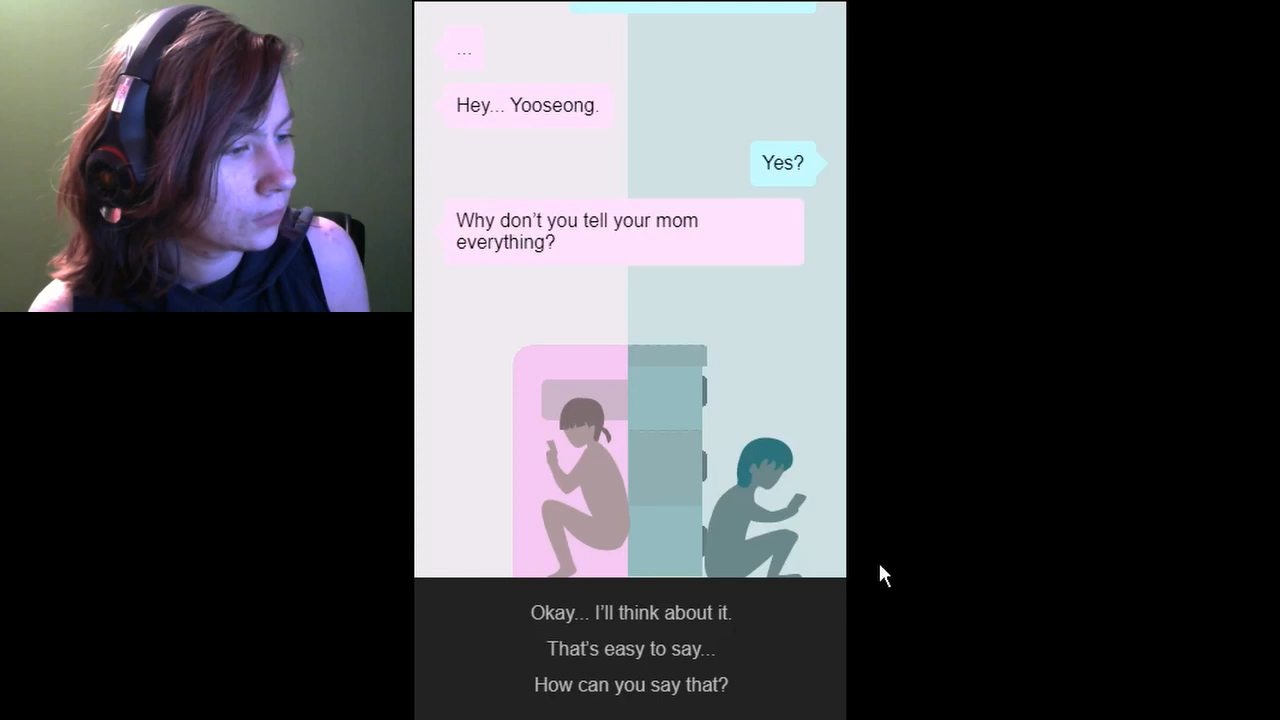 ...
Hey... Yooseong.
Yes?
Why don’t you tell your mom
everything?
Okay... I’ll think about it.
That’s easy to say...
How can you say that?